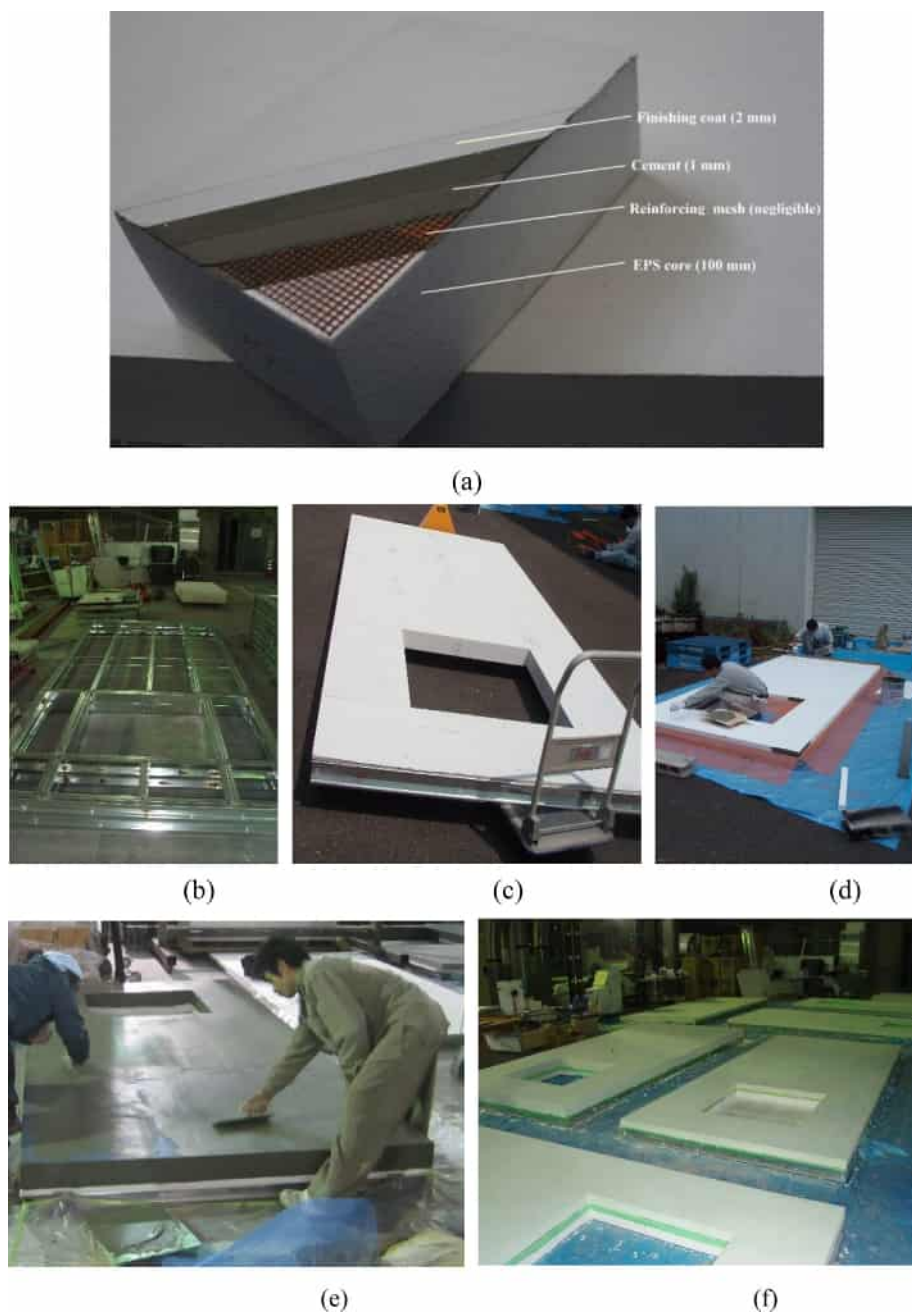 Finishing coat (2 mm)
Cement (1 mm)
Reinforcing mesh (negligible)
EPS core (100 mm)
(a)
(b)
(c)
(d)
(e)
(f)